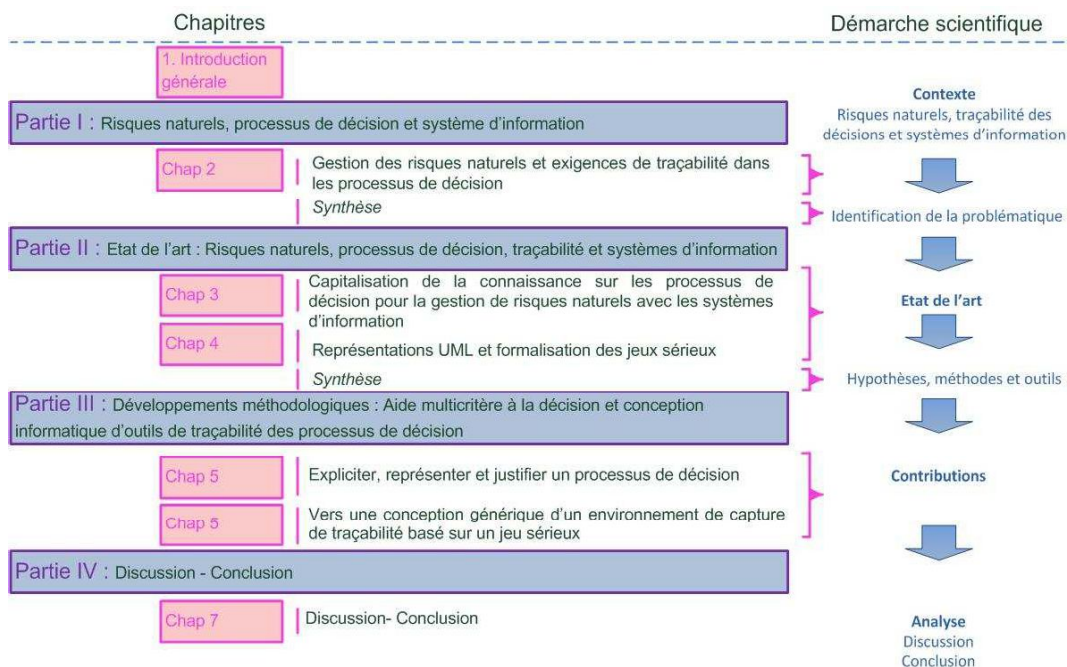 Chapitres
Démarche scientifique
1. Introduction
générale
Contexte
Risques naturels, traçabilité des
décisions et systèmes d'information
Partie I : Risques naturels, processus de décision et système d'information
Chap 2
Gestion des risques naturels et exigences de traçabilité dans
les processus de décision
Synthèse
Identification de la problématique
Partie II : Etat de l'art : Risques naturels, processus de décision, traçabilité et systèmes d'information
Chap 3
Capitalisation de la connaissance sur les processus de
décision pour la gestion de risques naturels avec les systèmes
d'information
Etat de l'art
Chap 4
Représentations UML et formalisation des jeux sérieux
Synthèse
Hypothèses, méthodes et outils
Partie III : Développements méthodologiques : Aide multicritère à la décision et conception
informatique d'outils de traçabilité des processus de décision
Chap 5
Expliciter, représenter et justifier un processus de décision
Contributions
Chap 5
Vers une conception générique d'un environnement de capture
de traçabilité basé sur un jeu sérieux
Partie IV : Discussion - Conclusion
Chap 7
Discussion- Conclusion
Analyse
Discussion
Conclusion